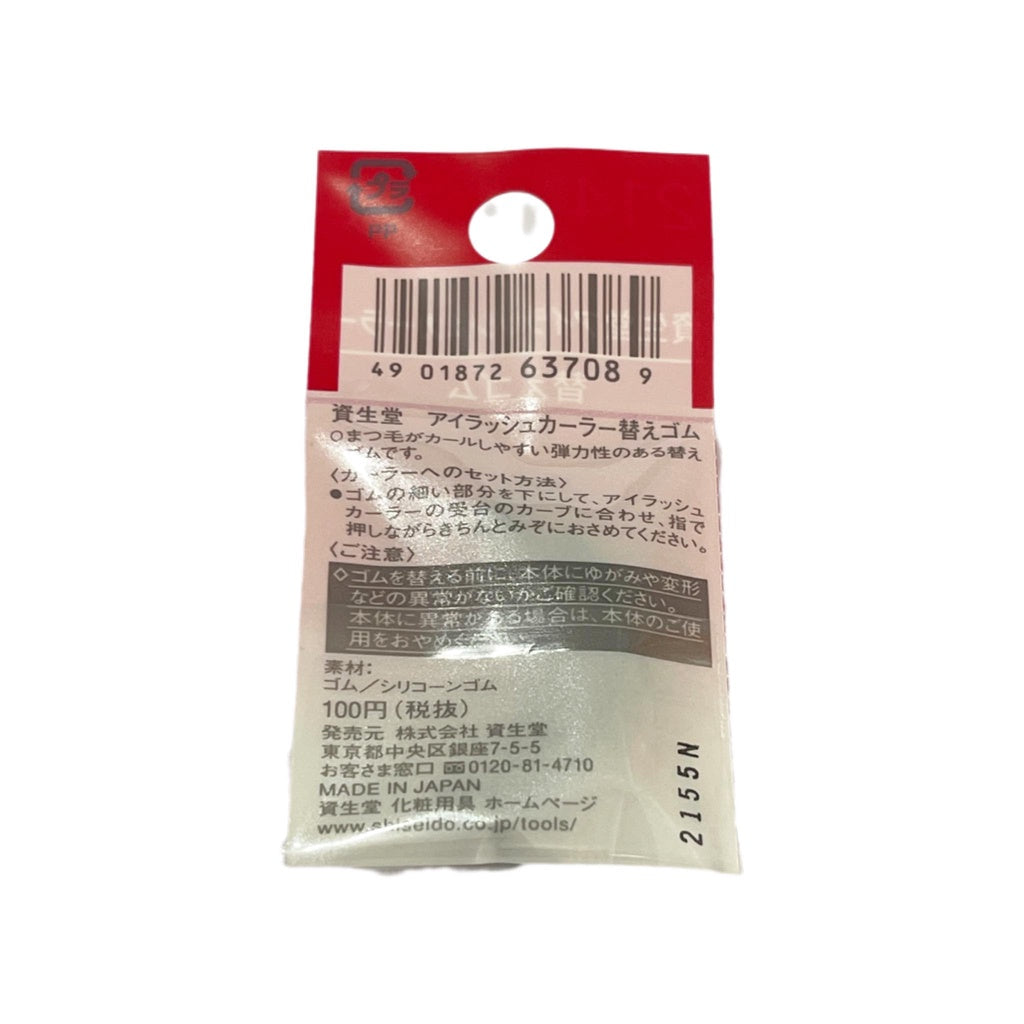 プラ
PP
4901872 637089
資生堂 アイラッシュカーラー替えゴム
○まつ毛がカールしやすい弾力性のある替え
ゴムです。
〈カーラーへのセット方法〉
●ゴムの細い部分を下にして、アイラッシュ
カーラーの受台のカーブに合わせ、指で
押しながらきちんとみぞにおさめてください。
〈ご注意〉
◇ゴムを替える前に、本体にゆがみや変形
などの異常がないかご確認ください。
本体に異常がある場合は、本体のご使
用をおやめ
素材:
ゴム/シリコーンゴム
100円(税抜)
発売元 株式会社 資生堂
東京都中央区銀座7-5-5
お客さま窓口 0120-81-4710
MADE IN JAPAN
資生堂 化粧用具 ホームページ
www.shiseido.co.jp/tools/
2155N